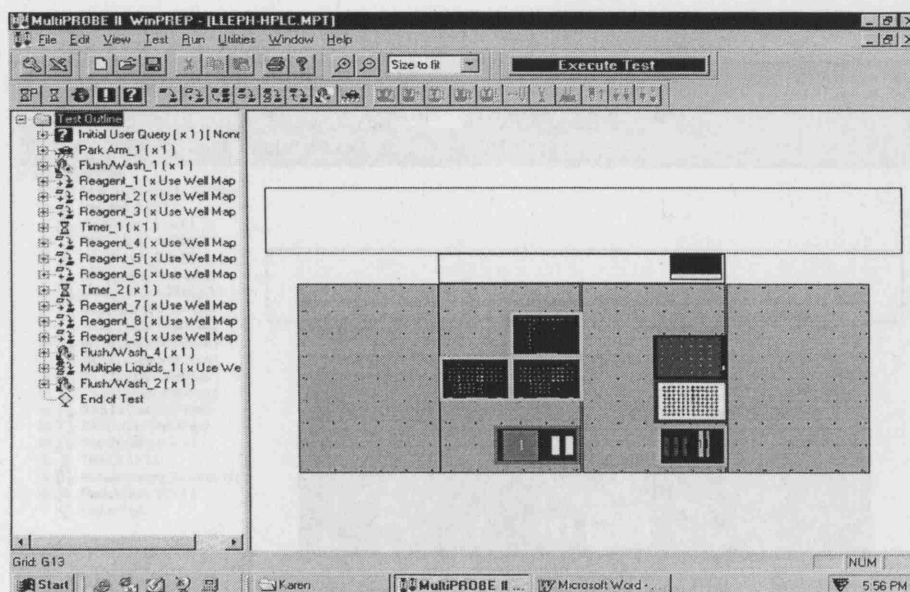 MultiPROBE II WinPREP - [LLEPH-HPLC.MPT]
File Edit View Test Run Utilities Window Help
Size to fit
Execute Test
Test Outline
Initial User Query ( x 1 ) [ None
Park Arm_1 ( x 1 )
Flush/Wash_1 ( x 1 )
Reagent_1 ( x Use Well Map
Reagent_2 ( x Use Well Map
Reagent_3 ( x Use Well Map
Timer_1 ( x 1 )
Reagent_4 ( x Use Well Map
Reagent_5 ( x Use Well Map
Reagent_6 ( x Use Well Map
Timer_2 ( x 1 )
Reagent_7 ( x Use Well Map
Reagent_8 ( x Use Well Map
Reagent_9 ( x Use Well Map
Flush/Wash_4 ( x 1 )
Multiple Liquids_1 ( x Use We
Flush/Wash_2 ( x 1 )
End of Test
Grid: G13
NUM
Start Karen MultiPROBE II ... Microsoft Word - ... 5:56 PM